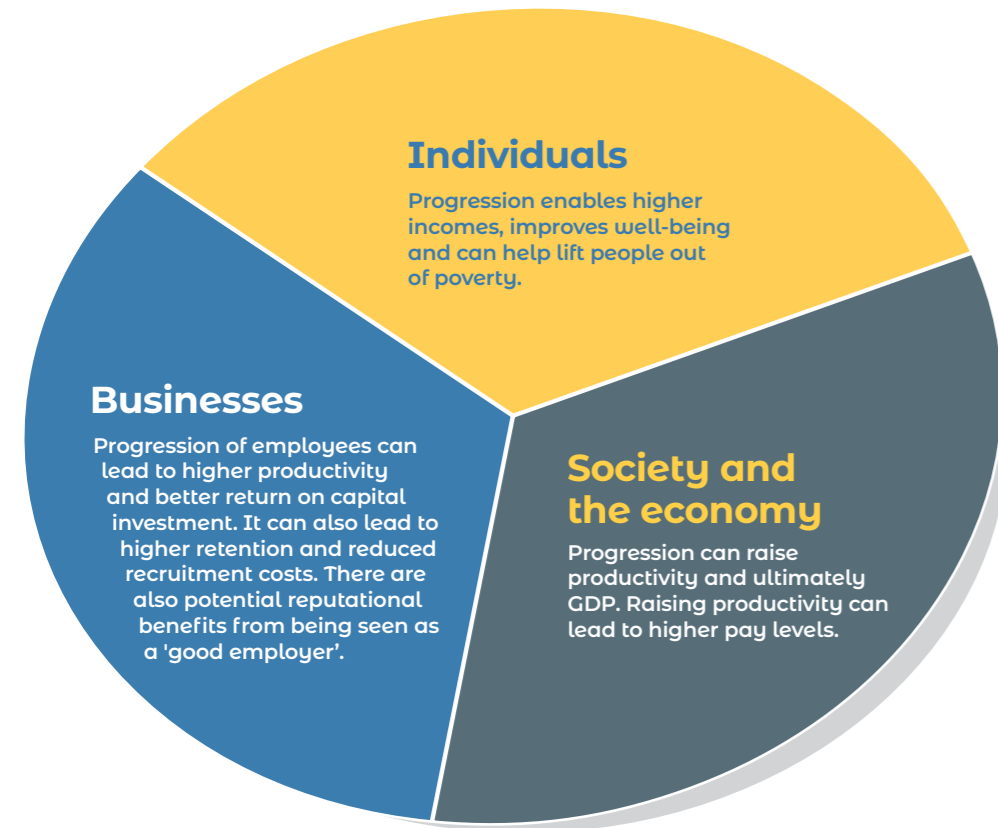 Individuals
Progression enables higher
incomes, improves well-being
and can help lift people out
of poverty.
Businesses
Progression of employees can
lead to higher productivity
and better return on capital
investment. It can also lead to
higher retention and reduced
recruitment costs. There are
also potential reputational
benefits from being seen as
a 'good employer’.
Society and
the economy
Progression can raise
productivity and ultimately
GDP. Raising productivity can
lead to higher pay levels.